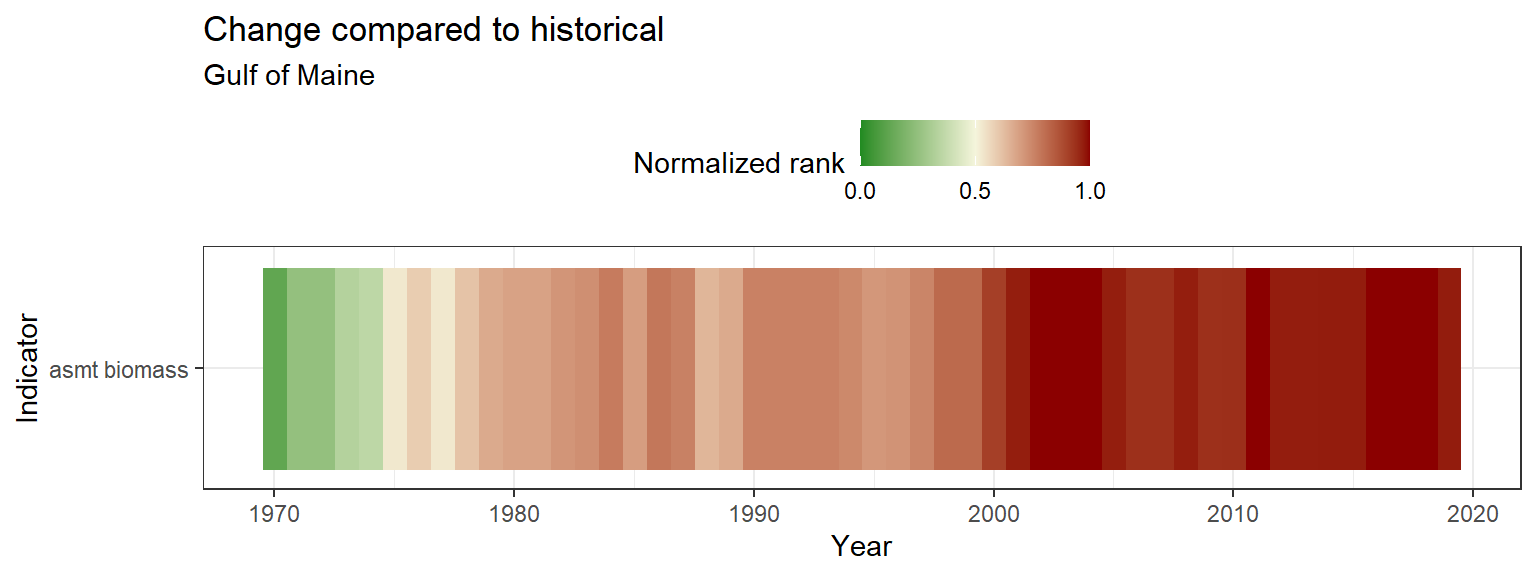 Change compared to historical
Gulf of Maine
Normalized rank
0.0 0.5 1.0
Indicator
asmt biomass
1970 1980 1990 2000 2010 2020
Year